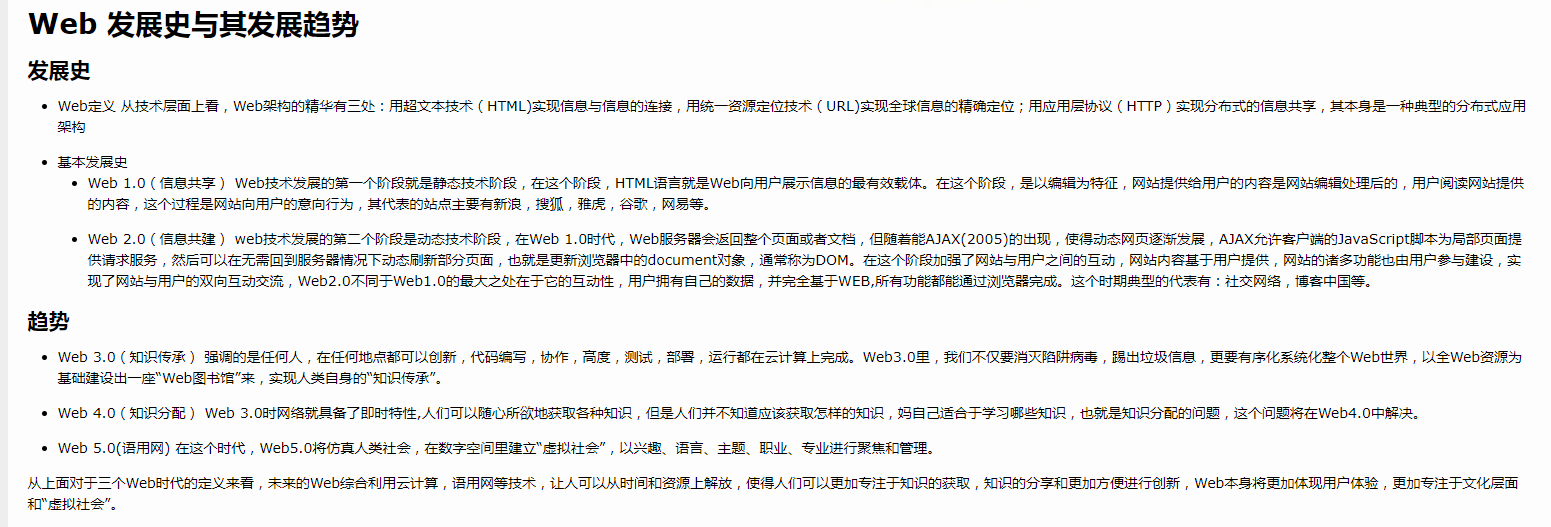 Web 发展史与其发展趋势
发展史
Web定义 从技术层面上看，Web架构的精华有三处：用超文本技术（HTML)实现信息与信息的连接，用统一资源定位技术（URL)实现全球信息的精确定位；用应用层协议（HTTP）实现分布式的信息共享，其本身是一种典型的分布式应用
架构
基本发展史
Web 1.0（信息共享） Web技术发展的第一个阶段就是静态技术阶段，在这个阶段，HTML语言就是Web向用户展示信息的最有效载体。在这个阶段，是以编辑为特征，网站提供给用户的内容是网站编辑处理后的，用户阅读网站提供
的内容，这个过程是网站向用户的意向行为，其代表的站点主要有新浪，搜狐，雅虎，谷歌，网易等。
Web 2.0（信息共建） web技术发展的第二个阶段是动态技术阶段，在Web 1.0时代，Web服务器会返回整个页面或者文档，但随着能AJAX(2005)的出现，使得动态网页逐渐发展，AJAX允许客户端的JavaScript脚本为局部页面提
供请求服务，然后可以在无需回到服务器情况下动态刷新部分页面，也就是更新浏览器中的document对象，通常称为DOM。在这个阶段加强了网站与用户之间的互动，网站内容基于用户提供，网站的诸多功能也由用户参与建设，实
现了网站与用户的双向互动交流，Web2.0不同于Web1.0的最大之处在于它的互动性，用户拥有自己的数据，并完全基于WEB,所有功能都能通过浏览器完成。这个时期典型的代表有：社交网络，博客中国等。
趋势
Web 3.0（知识传承） 强调的是任何人，在任何地点都可以创新，代码编写，协作，高度，测试，部署，运行都在云计算上完成。Web3.0里，我们不仅要消灭陷阱病毒，踢出垃圾信息，更要有序化系统化整个Web世界，以全Web资源为
基础建设出一座“Web图书馆”来，实现人类自身的“知识传承”。
Web 4.0（知识分配） Web 3.0时网络就具备了即时特性,人们可以随心所欲地获取各种知识，但是人们并不知道应该获取怎样的知识，妈自己适合于学习哪些知识，也就是知识分配的问题，这个问题将在Web4.0中解决。
Web 5.0(语用网) 在这个时代，Web5.0将仿真人类社会，在数字空间里建立“虚拟社会”，以兴趣、语言、主题、职业、专业进行聚焦和管理。
从上面对于三个Web时代的定义来看，未来的Web综合利用云计算，语用网等技术，让人可以从时间和资源上解放，使得人们可以更加专注于知识的获取，知识的分享和更加方便进行创新，Web本身将更加体现用户体验，更加专注于文化层面
和“虚拟社会”。